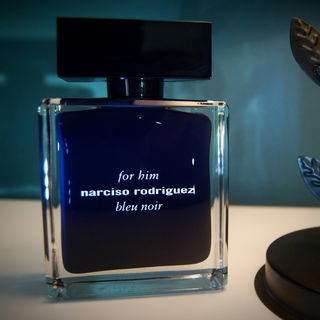 for him
narciso rodriguez
bleu noir